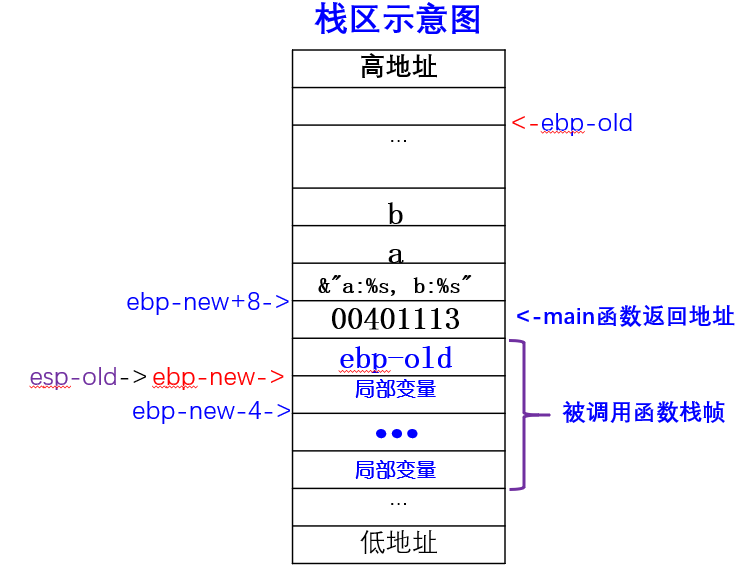 栈区示意图
高地址
<-ebp-old
...
b
a
&"a:%s, b:%s"
ebp-new+8->
00401113
<-main函数返回地址
ebp-old
esp-old->ebp-new->
局部变量
ebp-new-4->
•••
被调用函数栈帧
局部变量
...
低地址